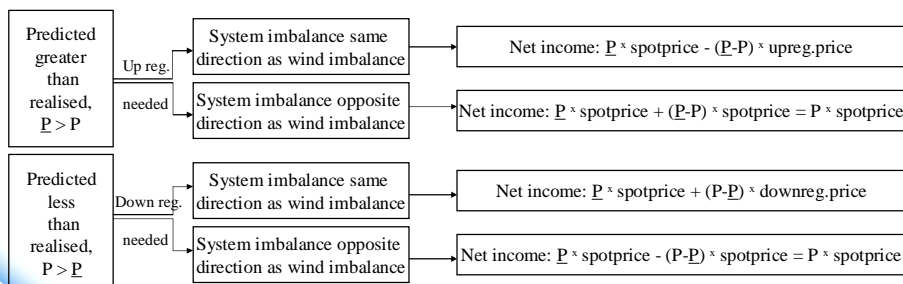 Predicted
greater
than
realised,
P > P
Up reg.
needed
System imbalance same
direction as wind imbalance
System imbalance opposite
direction as wind imbalance
Net income: P x spotprice - (P-P) x upreg.price
Net income: P x spotprice + (P-P) x spotprice = P x spotprice
Predicted
less
than
realised,
P > P
Down reg.
needed
System imbalance same
direction as wind imbalance
System imbalance opposite
direction as wind imbalance
Net income: P x spotprice + (P-P) x downreg.price
Net income: P x spotprice - (P-P) x spotprice = P x spotprice